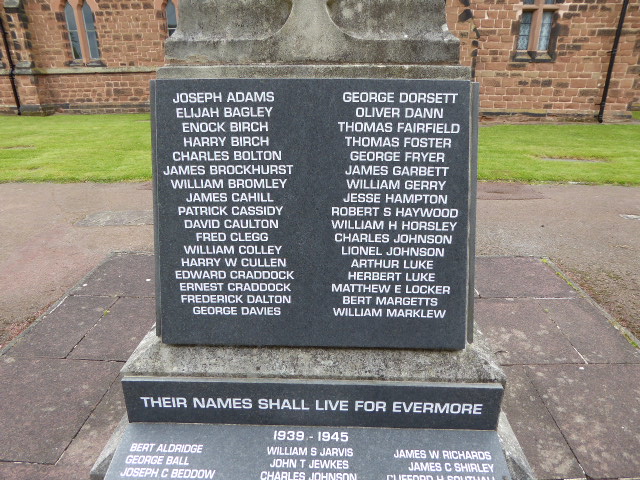 JOSEPH ADAMS
ELIJAH BAGLEY
ENOCK BIRCH
HARRY BIRCH
CHARLES BOLTON
JAMES BROCKHURST
WILLIAM BROMLEY
JAMES CAHILL
PATRICK CASSIDY
DAVID CAULTON
FRED CLEGG
WILLIAM COLLEY
HARRY W CULLEN
EDWARD CRADDOCK
ERNEST CRADDOCK
FREDERICK DALTON
GEORGE DAVIES
GEORGE DORSETT
OLIVER DANN
THOMAS FAIRFIELD
THOMAS FOSTER
GEORGE FRYER
JAMES GARBETT
WILLIAM GERRY
JESSE HAMPTON
ROBERT S HAYWOOD
WILLIAM H HORSLEY
CHARLES JOHNSON
LIONEL JOHNSON
ARTHUR LUKE
HERBERT LUKE
MATTHEW E LOCKER
BERT MARGETTS
WILLIAM MARKLEW
THEIR NAMES SHALL LIVE FOR EVERMORE
1939 - 1945
BERT ALDRIDGE
GEORGE BALL
JOSEPH C BEDDOW
WILLIAM S JARVIS
JOHN T JEWKES
CHARLES JOHNSON
JAMES W RICHARDS
JAMES C SHIRLEY
CLIFFORD H SOUTHALL